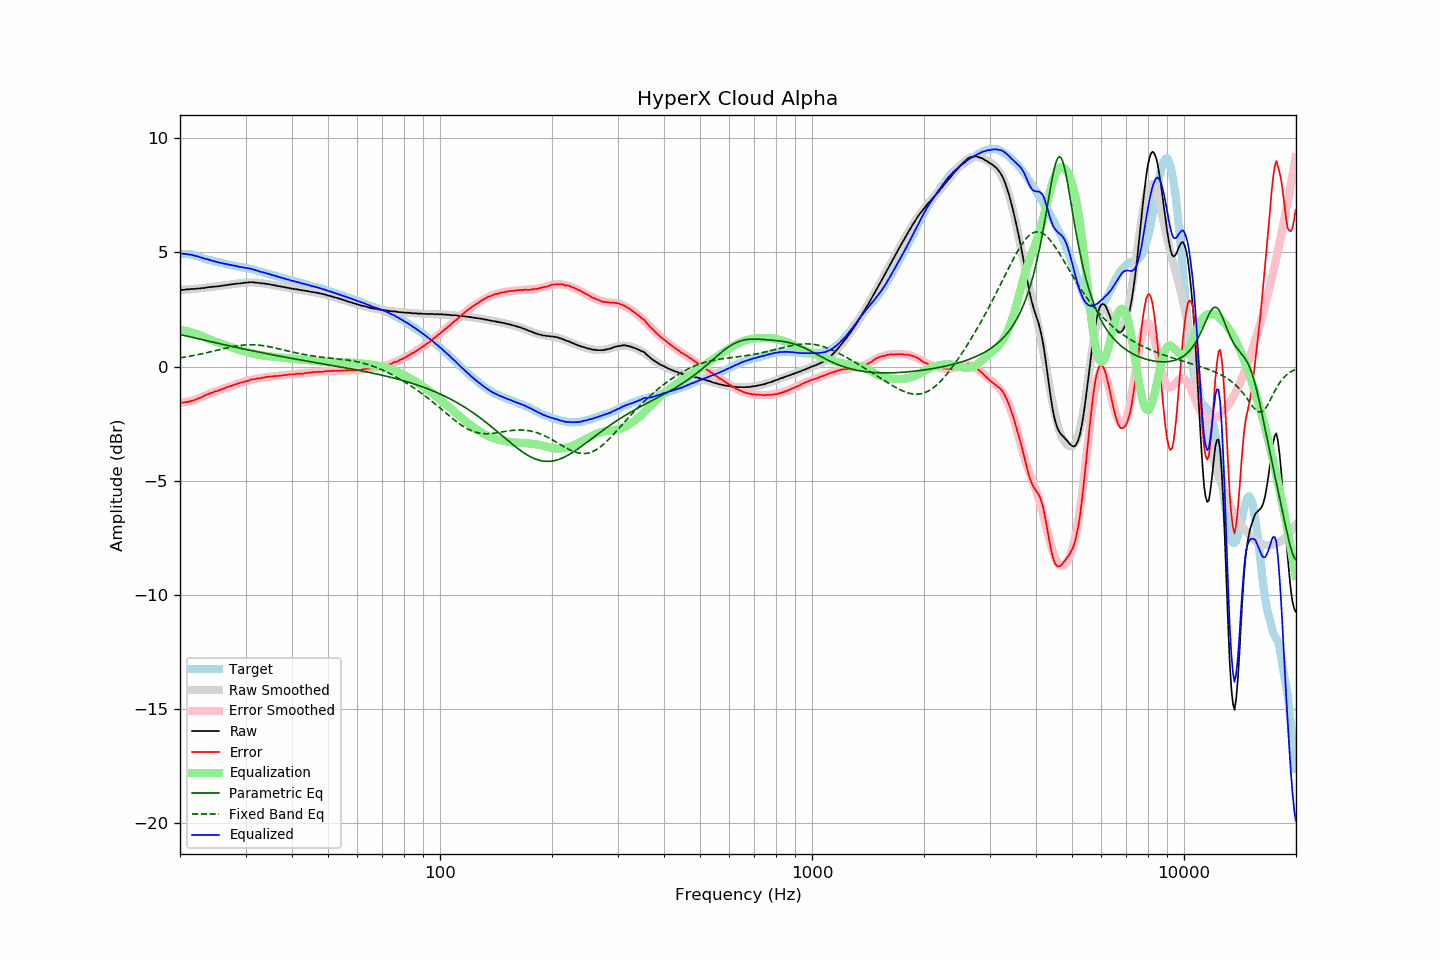 HyperX Cloud Alpha
10
5
0
−5
−10
−15
−20
Amplitude (dBr)
Target
Raw Smoothed
Error Smoothed
Raw
Error
Equalization
Parametric Eq
Fixed Band Eq
Equalized
100
1000
10000
Frequency (Hz)